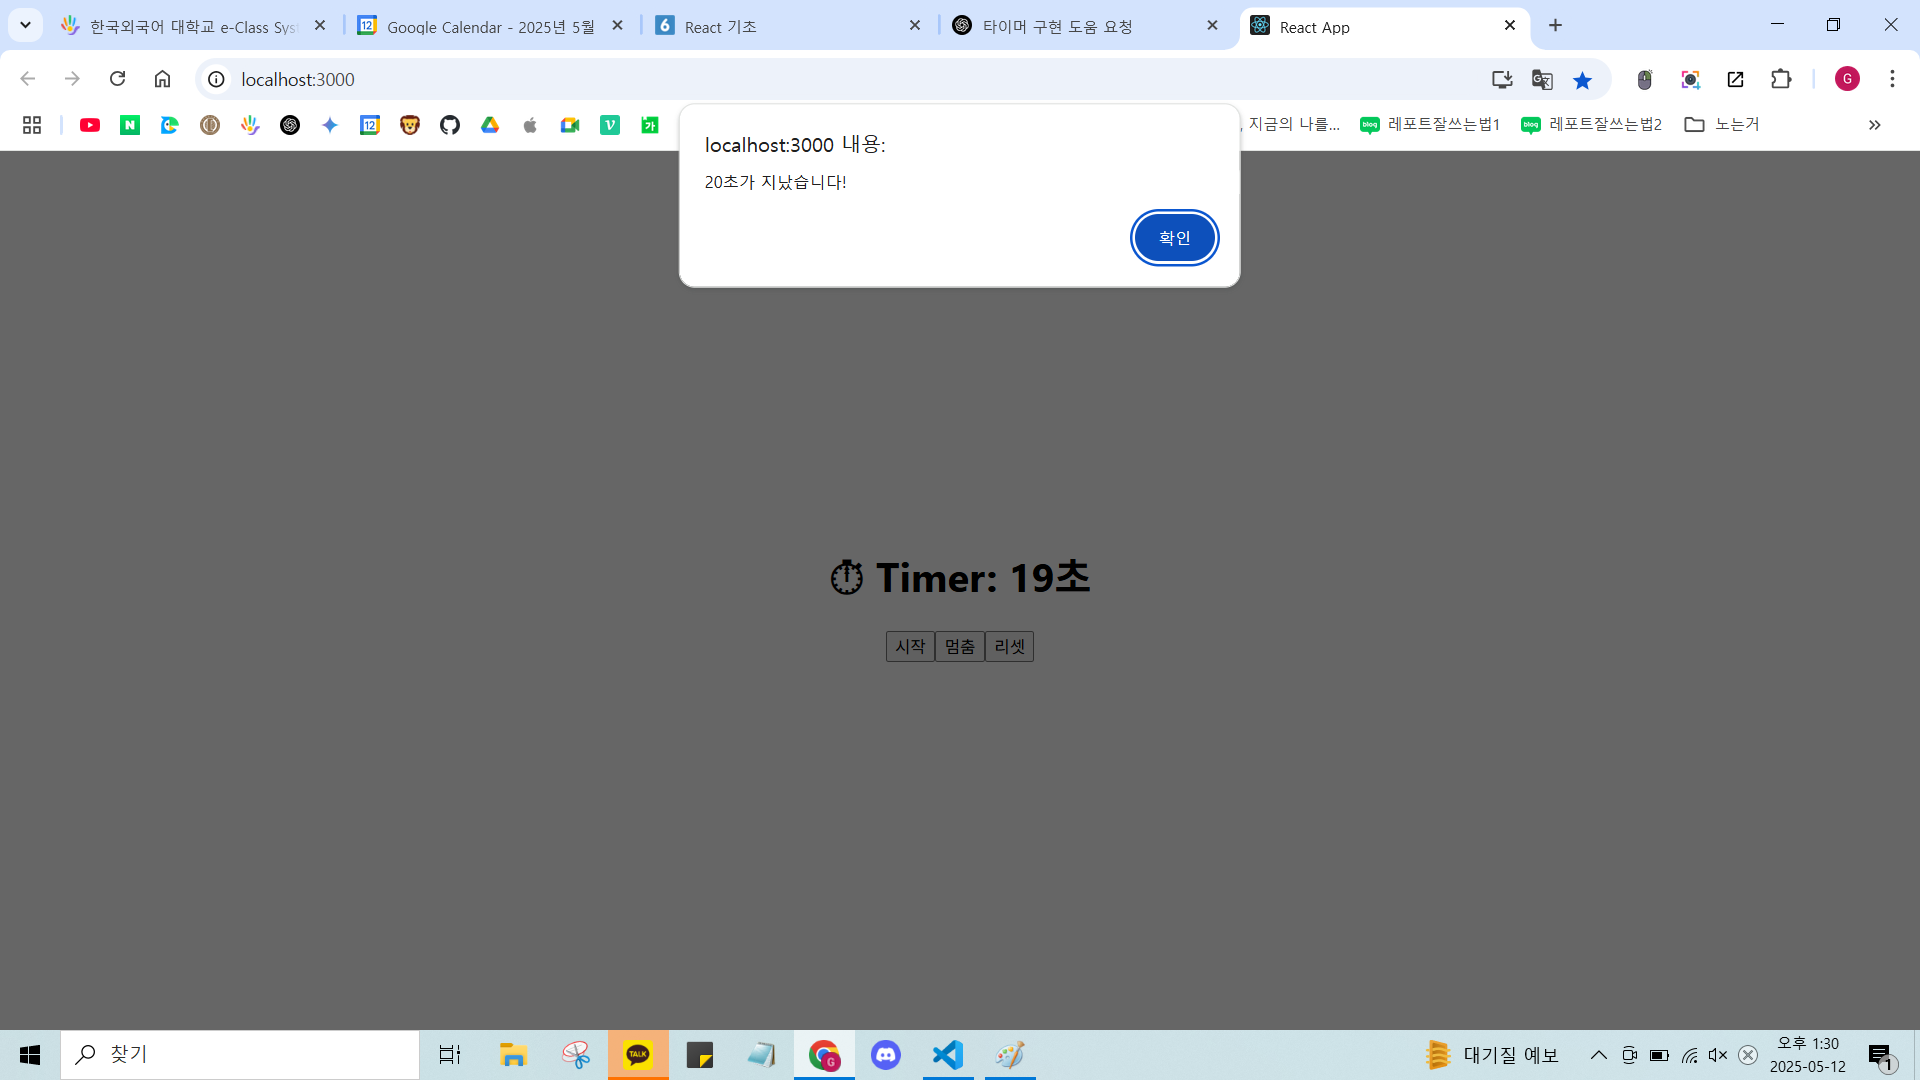 한국외국어 대학교 e-Class Syst
Google Calendar - 2025년 5월
React 기초
타이머 구현 도움 요청
React App
localhost:3000
G
, 지금의 나를...
레포트잘쓰는법1
레포트잘쓰는법2
노는거
localhost:3000 내용:
20초가 지났습니다!
확인
⏱ Timer: 19초
시작
멈춤
리셋
찾기
TALK
G
대기질 예보
오후 1:30
2025-05-12
1